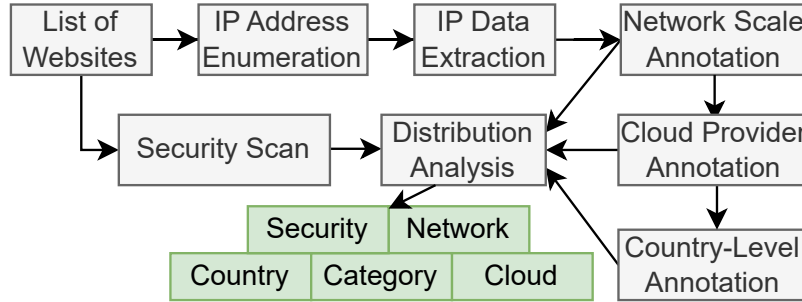 List of
Websites
IP Address
Enumeration
IP Data
Extraction
Network Scale
Annotation
Security Scan
Distribution
Analysis
Cloud Provider
Annotation
Security
Network
Country
Category
Cloud
Country-Level
Annotation